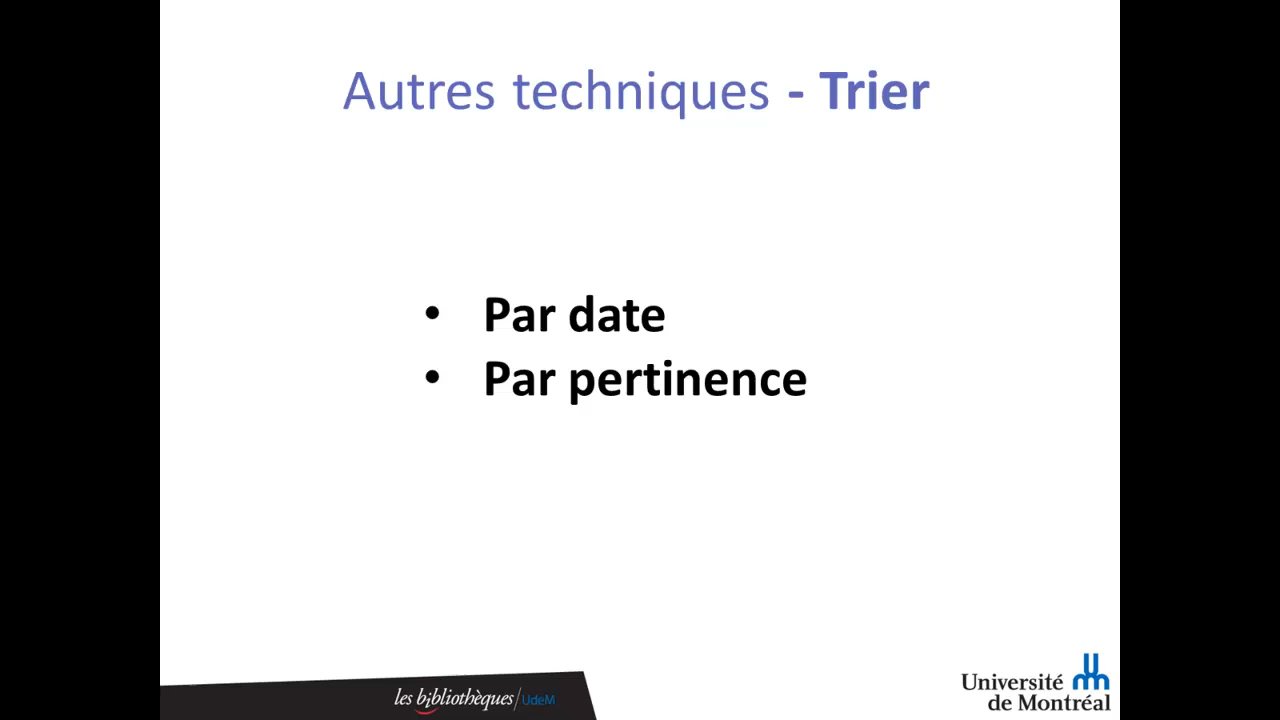 Autres techniques - Trier
• Par date
• Par pertinence
les bibliothèques/UdeM
Université
de Montréal